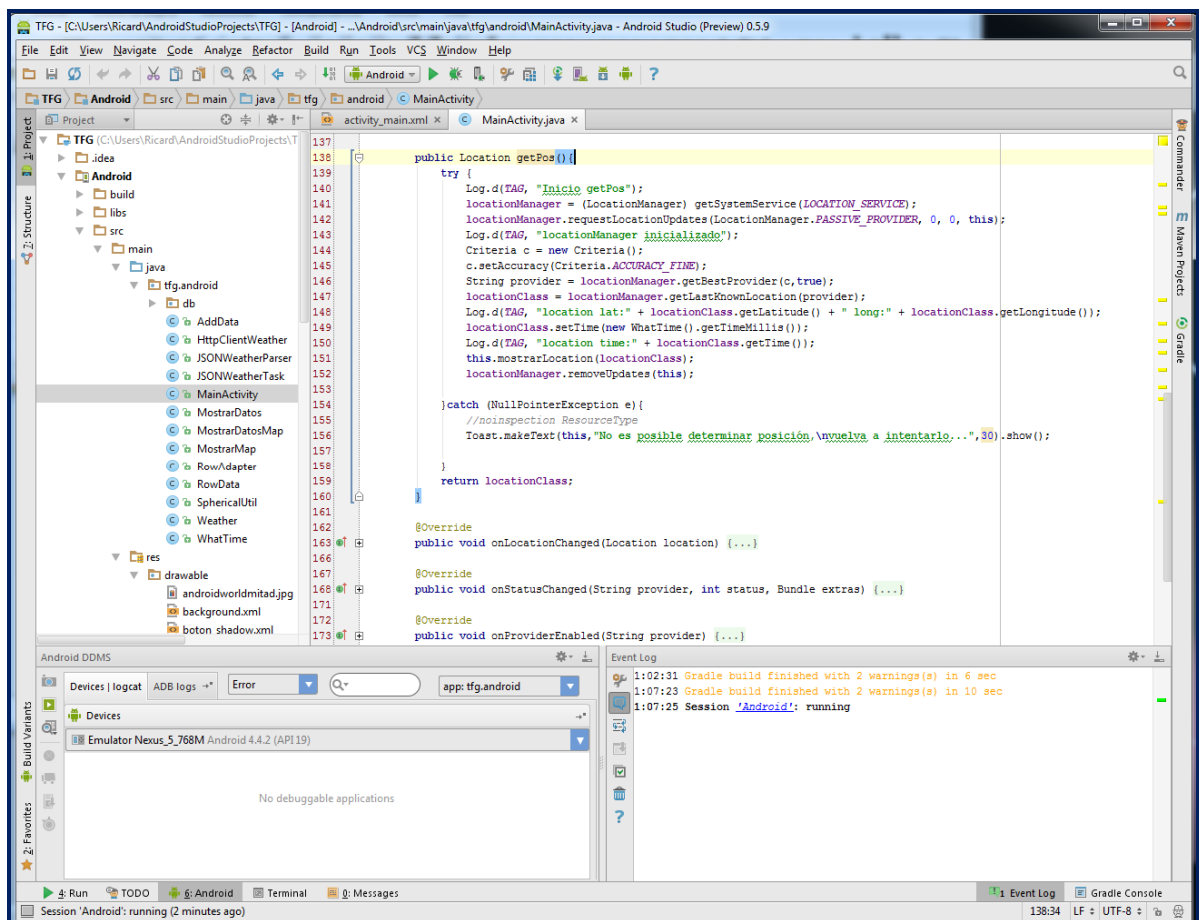 TFG - [C:\Users\Ricard\AndroidStudioProjects\TFG] - [Android] - ...\Android\src\main\java\tfg\android\MainActivity.java - Android Studio (Preview) 0.5.9
File Edit View Navigate Code Analyze Refactor Build Run Tools VCS Window Help
Android
TFG Android src main java tfg android MainActivity
1: Project
Z: Structure
Build Variants
2: Favorites
Project
TFG (C:\Users\Ricard\AndroidStudioProjects\T
.idea
Android
build
libs
src
main
java
tfg.android
db
AddData
HttpClientWeather
JSONWeatherParser
JSONWeatherTask
MainActivity
MostrarDatos
MostrarDatosMap
MostrarMap
RowAdapter
RowData
SphericalUtil
Weather
WhatTime
res
drawable
androidworldmitad.jpg
background.xml
boton_shadow.xml
activity_main.xml × MainActivity.java ×
137
138 public Location getPos(){
139 try {
140 Log.d(TAG, "Inicio getPos");
141 locationManager = (LocationManager) getSystemService(LOCATION_SERVICE);
142 locationManager.requestLocationUpdates(LocationManager.PASSIVE_PROVIDER, 0, 0, this);
143 Log.d(TAG, "locationManager inicializado");
144 Criteria c = new Criteria();
145 c.setAccuracy(Criteria.ACCURACY_FINE);
146 String provider = locationManager.getBestProvider(c,true);
147 locationClass = locationManager.getLastKnownLocation(provider);
148 Log.d(TAG, "location lat:" + locationClass.getLatitude() + " long:" + locationClass.getLongitude());
149 locationClass.setTime(new WhatTime().getTimeMillis());
150 Log.d(TAG, "location time:" + locationClass.getTime());
151 this.mostrarLocation(locationClass);
152 locationManager.removeUpdates(this);
153
154 }catch (NullPointerException e){
155 //noinspection ResourceType
156 Toast.makeText(this,"No es posible determinar posición,\nvuelva a intentarlo...",30).show();
157
158 }
159 return locationClass;
160 }
161
162 @Override
163 public void onLocationChanged(Location location) {...}
166
167 @Override
168 public void onStatusChanged(String provider, int status, Bundle extras) {...}
171
172 @Override
173 public void onProviderEnabled(String provider) {...}
Commander
m Maven Projects
Gradle
Android DDMS
Devices | logcat ADB logs Error app: tfg.android
Devices
Emulator Nexus_5_768M Android 4.4.2 (API 19)
No debuggable applications
Event Log
1:02:31 Gradle build finished with 2 warnings(s) in 6 sec
1:07:23 Gradle build finished with 2 warnings(s) in 10 sec
1:07:25 Session 'Android': running
4: Run TODO 6: Android Terminal 0: Messages 1 Event Log Gradle Console
Session 'Android': running (2 minutes ago) 138:34 LF UTF-8